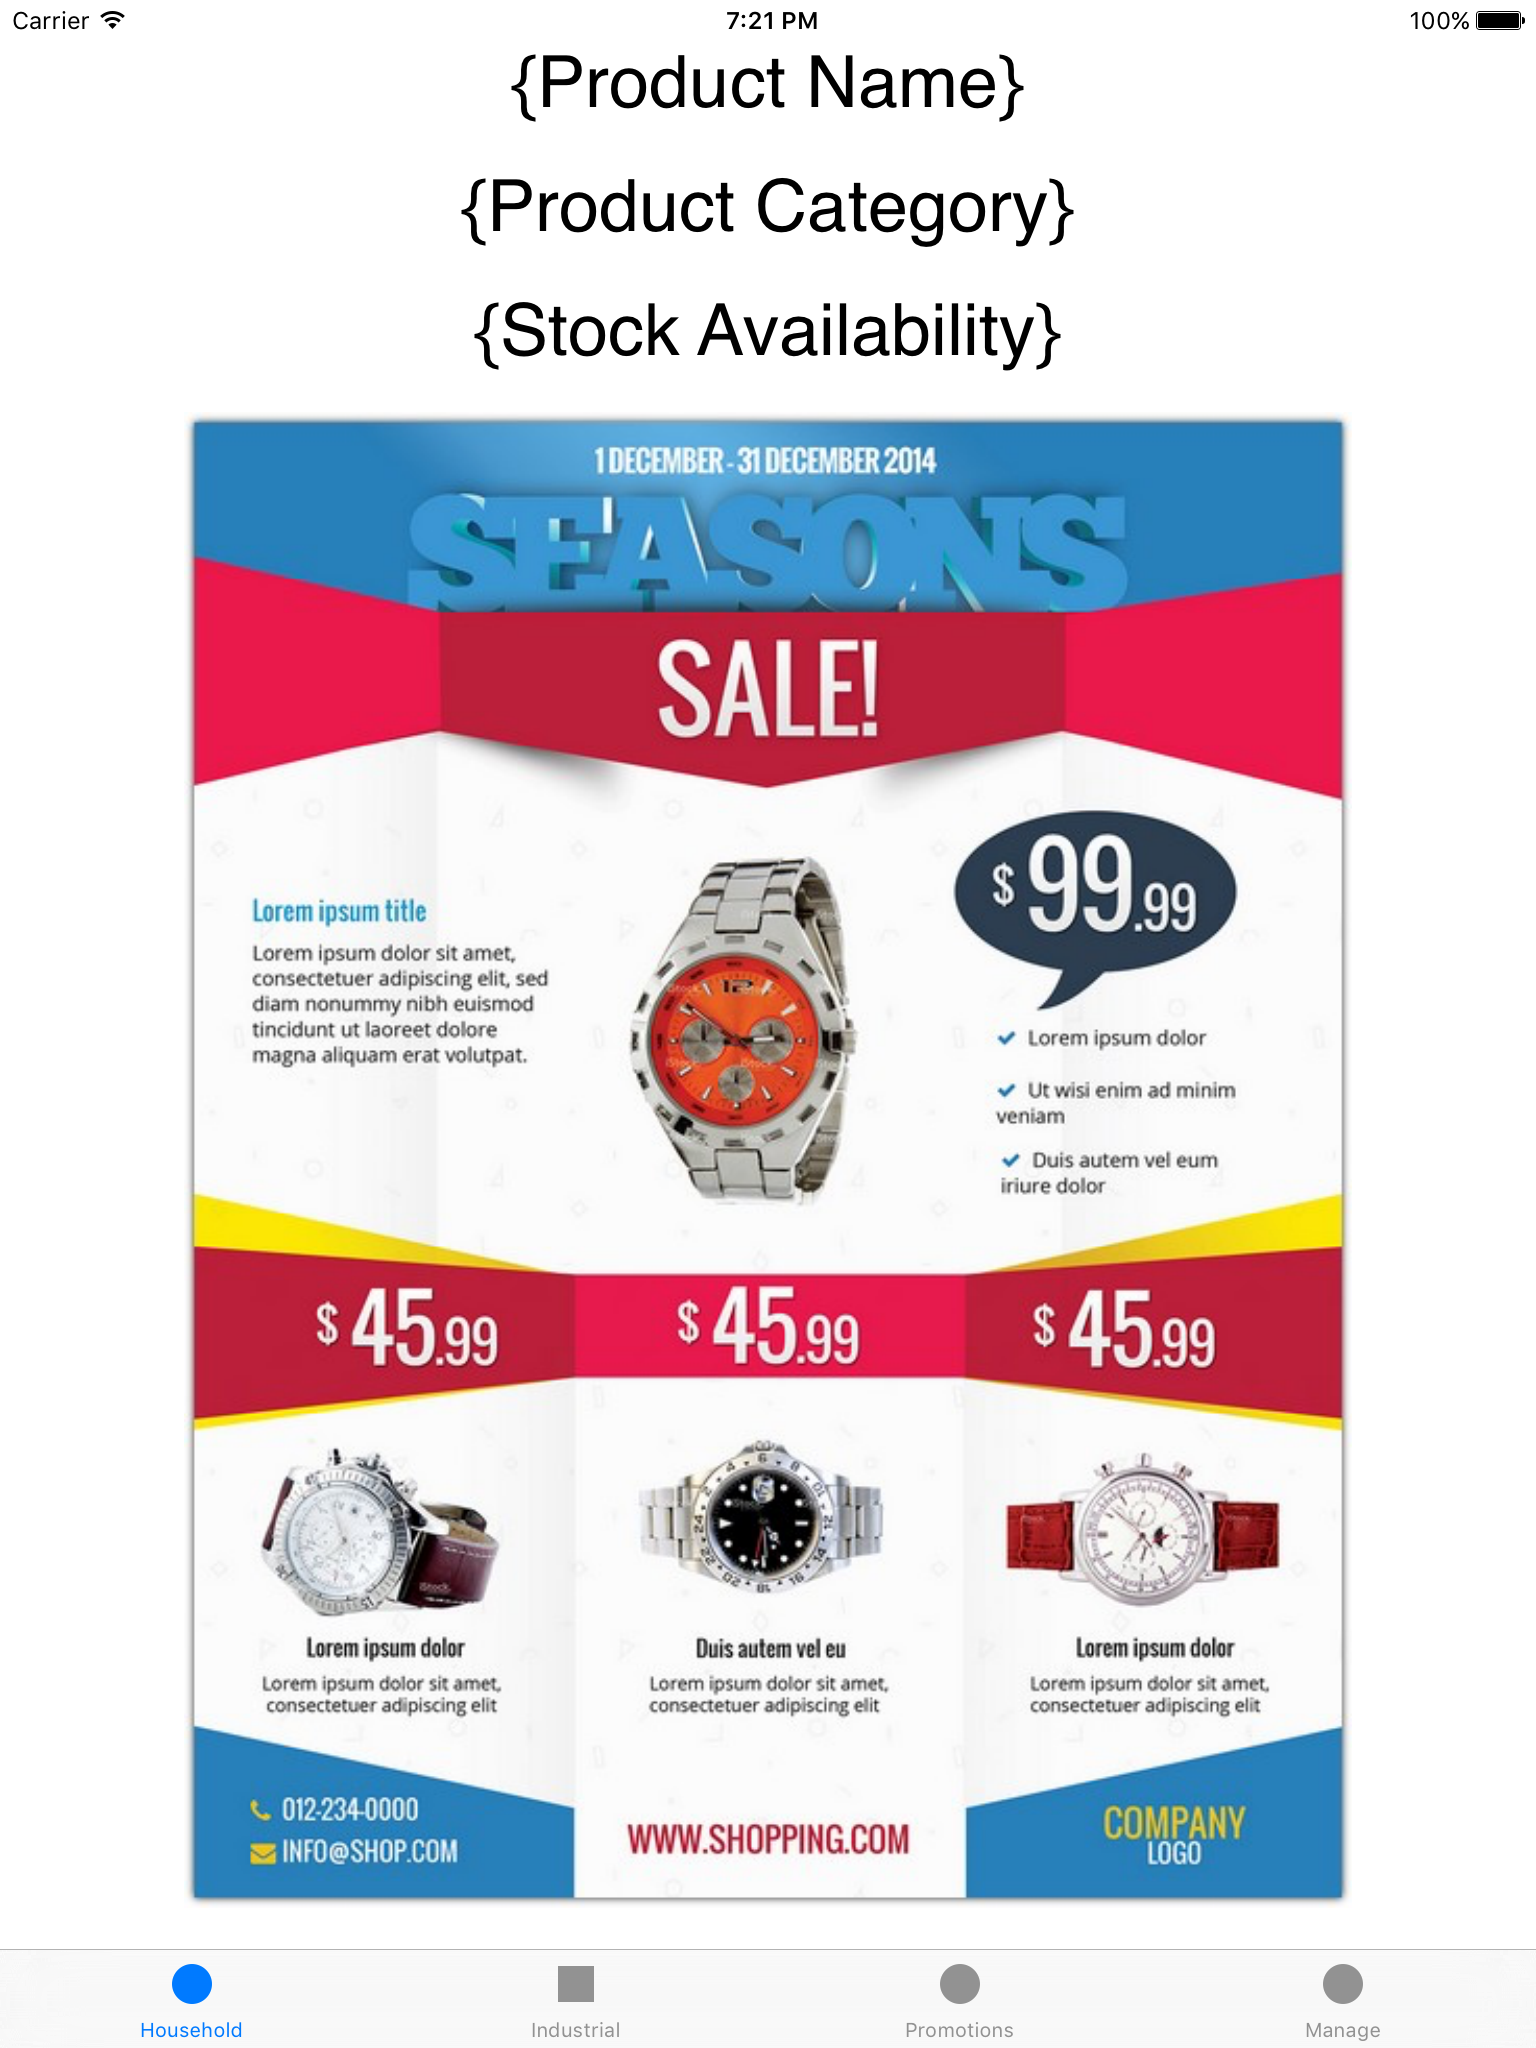 Carrier 7:21 PM 100%
{Product Name}
{Product Category}
{Stock Availability}
1 DECEMBER - 31 DECEMBER 2014
SEASONS
SALE!
$ 99.99
Lorem ipsum title
Lorem ipsum dolor sit amet,
consectetuer adipiscing elit, sed
diam nonummy nibh euismod
tincidunt ut laoreet dolore
magna aliquam erat volutpat.
12
Lorem ipsum dolor
Ut wisi enim ad minim
veniam
Duis autem vel eum
iriure dolor
$ 45.99 $ 45.99 $ 45.99
Lorem ipsum dolor
Lorem ipsum dolor sit amet,
consectetuer adipiscing elit
Duis autem vel eu
Lorem ipsum dolor sit amet,
consectetuer adipiscing elit
Lorem ipsum dolor
Lorem ipsum dolor sit amet,
consectetuer adipiscing elit
012-234-0000
INFO@SHOP.COM
WWW.SHOPPING.COM
COMPANY
LOGO
Household Industrial Promotions Manage